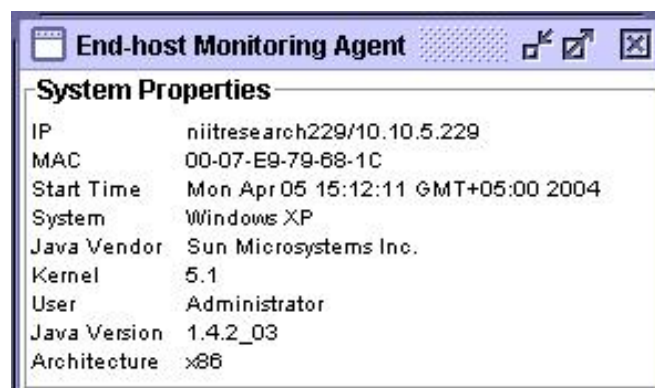 End-host Monitoring Agent
System Properties
IP niitresearch229/10.10.5.229
MAC 00-07-E9-79-68-1C
Start Time Mon Apr 05 15:12:11 GMT+05:00 2004
System Windows XP
Java Vendor Sun Microsystems Inc.
Kernel 5.1
User Administrator
Java Version 1.4.2_03
Architecture x86